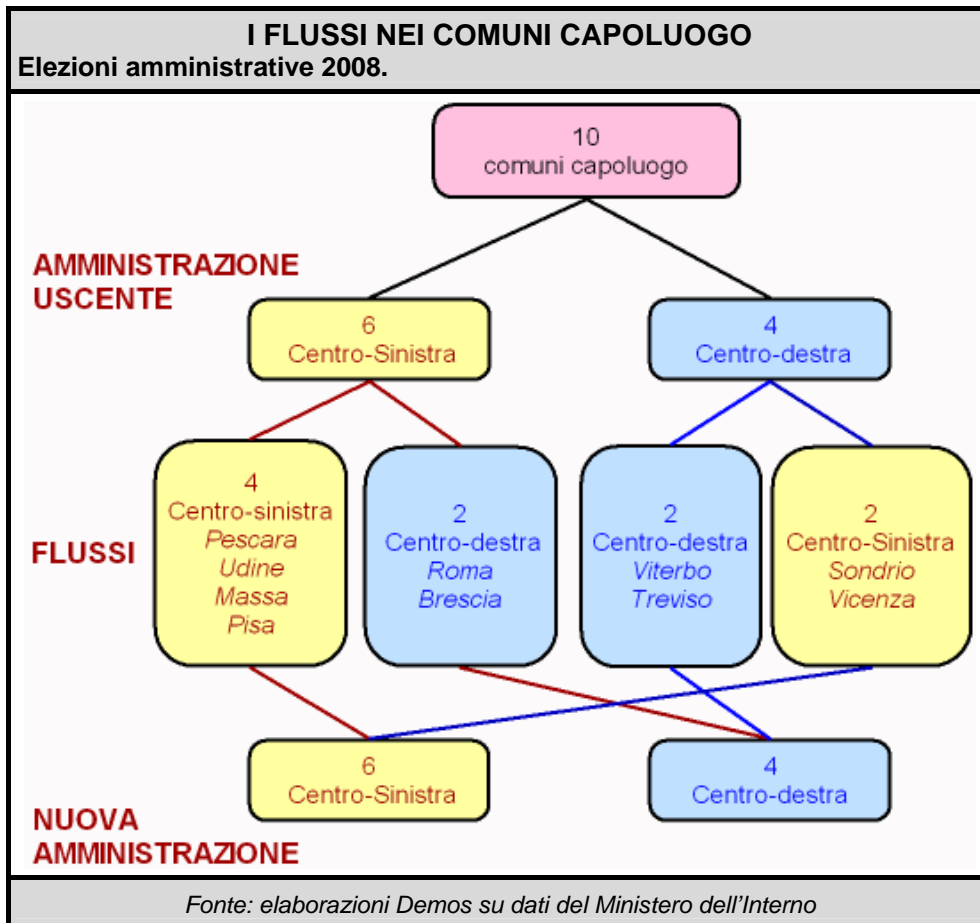 I FLUSSI NEI COMUNI CAPOLUOGO
Elezioni amministrative 2008.
10
comuni capoluogo
AMMINISTRAZIONE
USCENTE
6
Centro-Sinistra
4
Centro-destra
FLUSSI
4
Centro-sinistra
Pescara
Udine
Massa
Pisa
2
Centro-destra
Roma
Brescia
2
Centro-destra
Viterbo
Treviso
2
Centro-Sinistra
Sondrio
Vicenza
6
Centro-Sinistra
4
Centro-destra
NUOVA
AMMINISTRAZIONE
Fonte: elaborazioni Demos su dati del Ministero dell'Interno